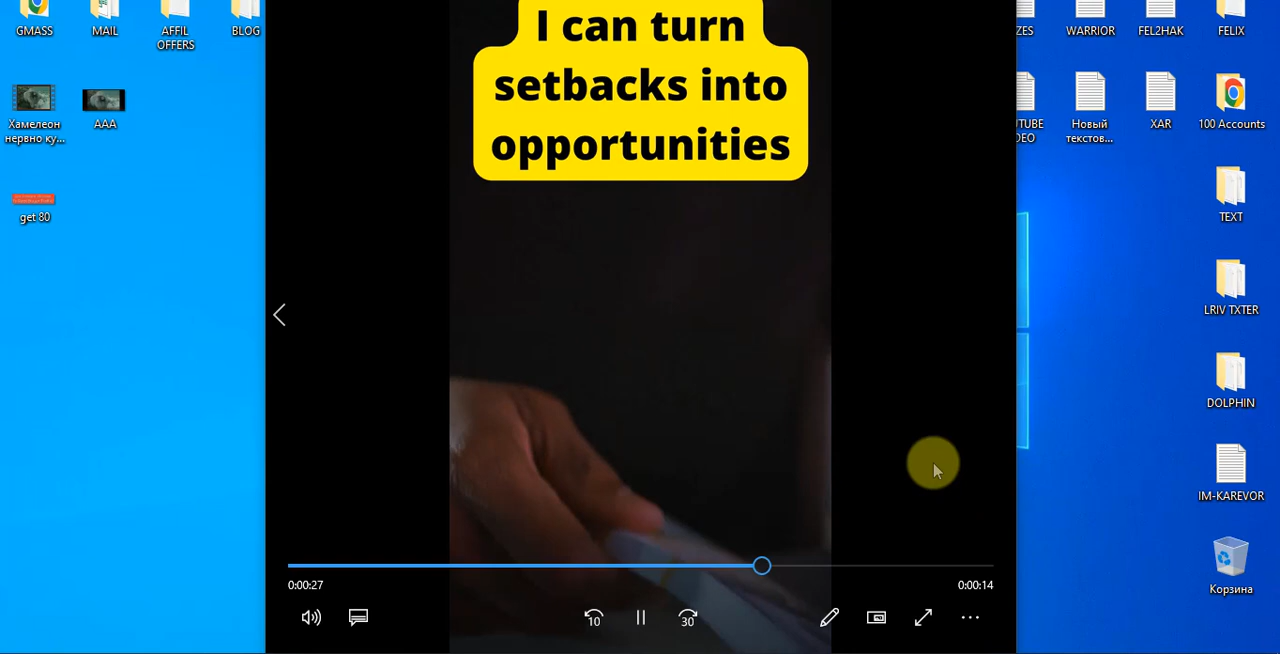 GMASS
MAIL
AFFIL
OFFERS
BLOG
Хамелеон
нервно ку...
AAA
get 80
I can turn
setbacks into
opportunities
0:00:27
0:00:14
10
30
ZES
WARRIOR
FEL2HAK
FELIX
UTUBE
DEO
Новый
текстов...
XAR
100 Accounts
TEXT
LRIV TXTER
DOLPHIN
IM-KAREVOR
Корзина